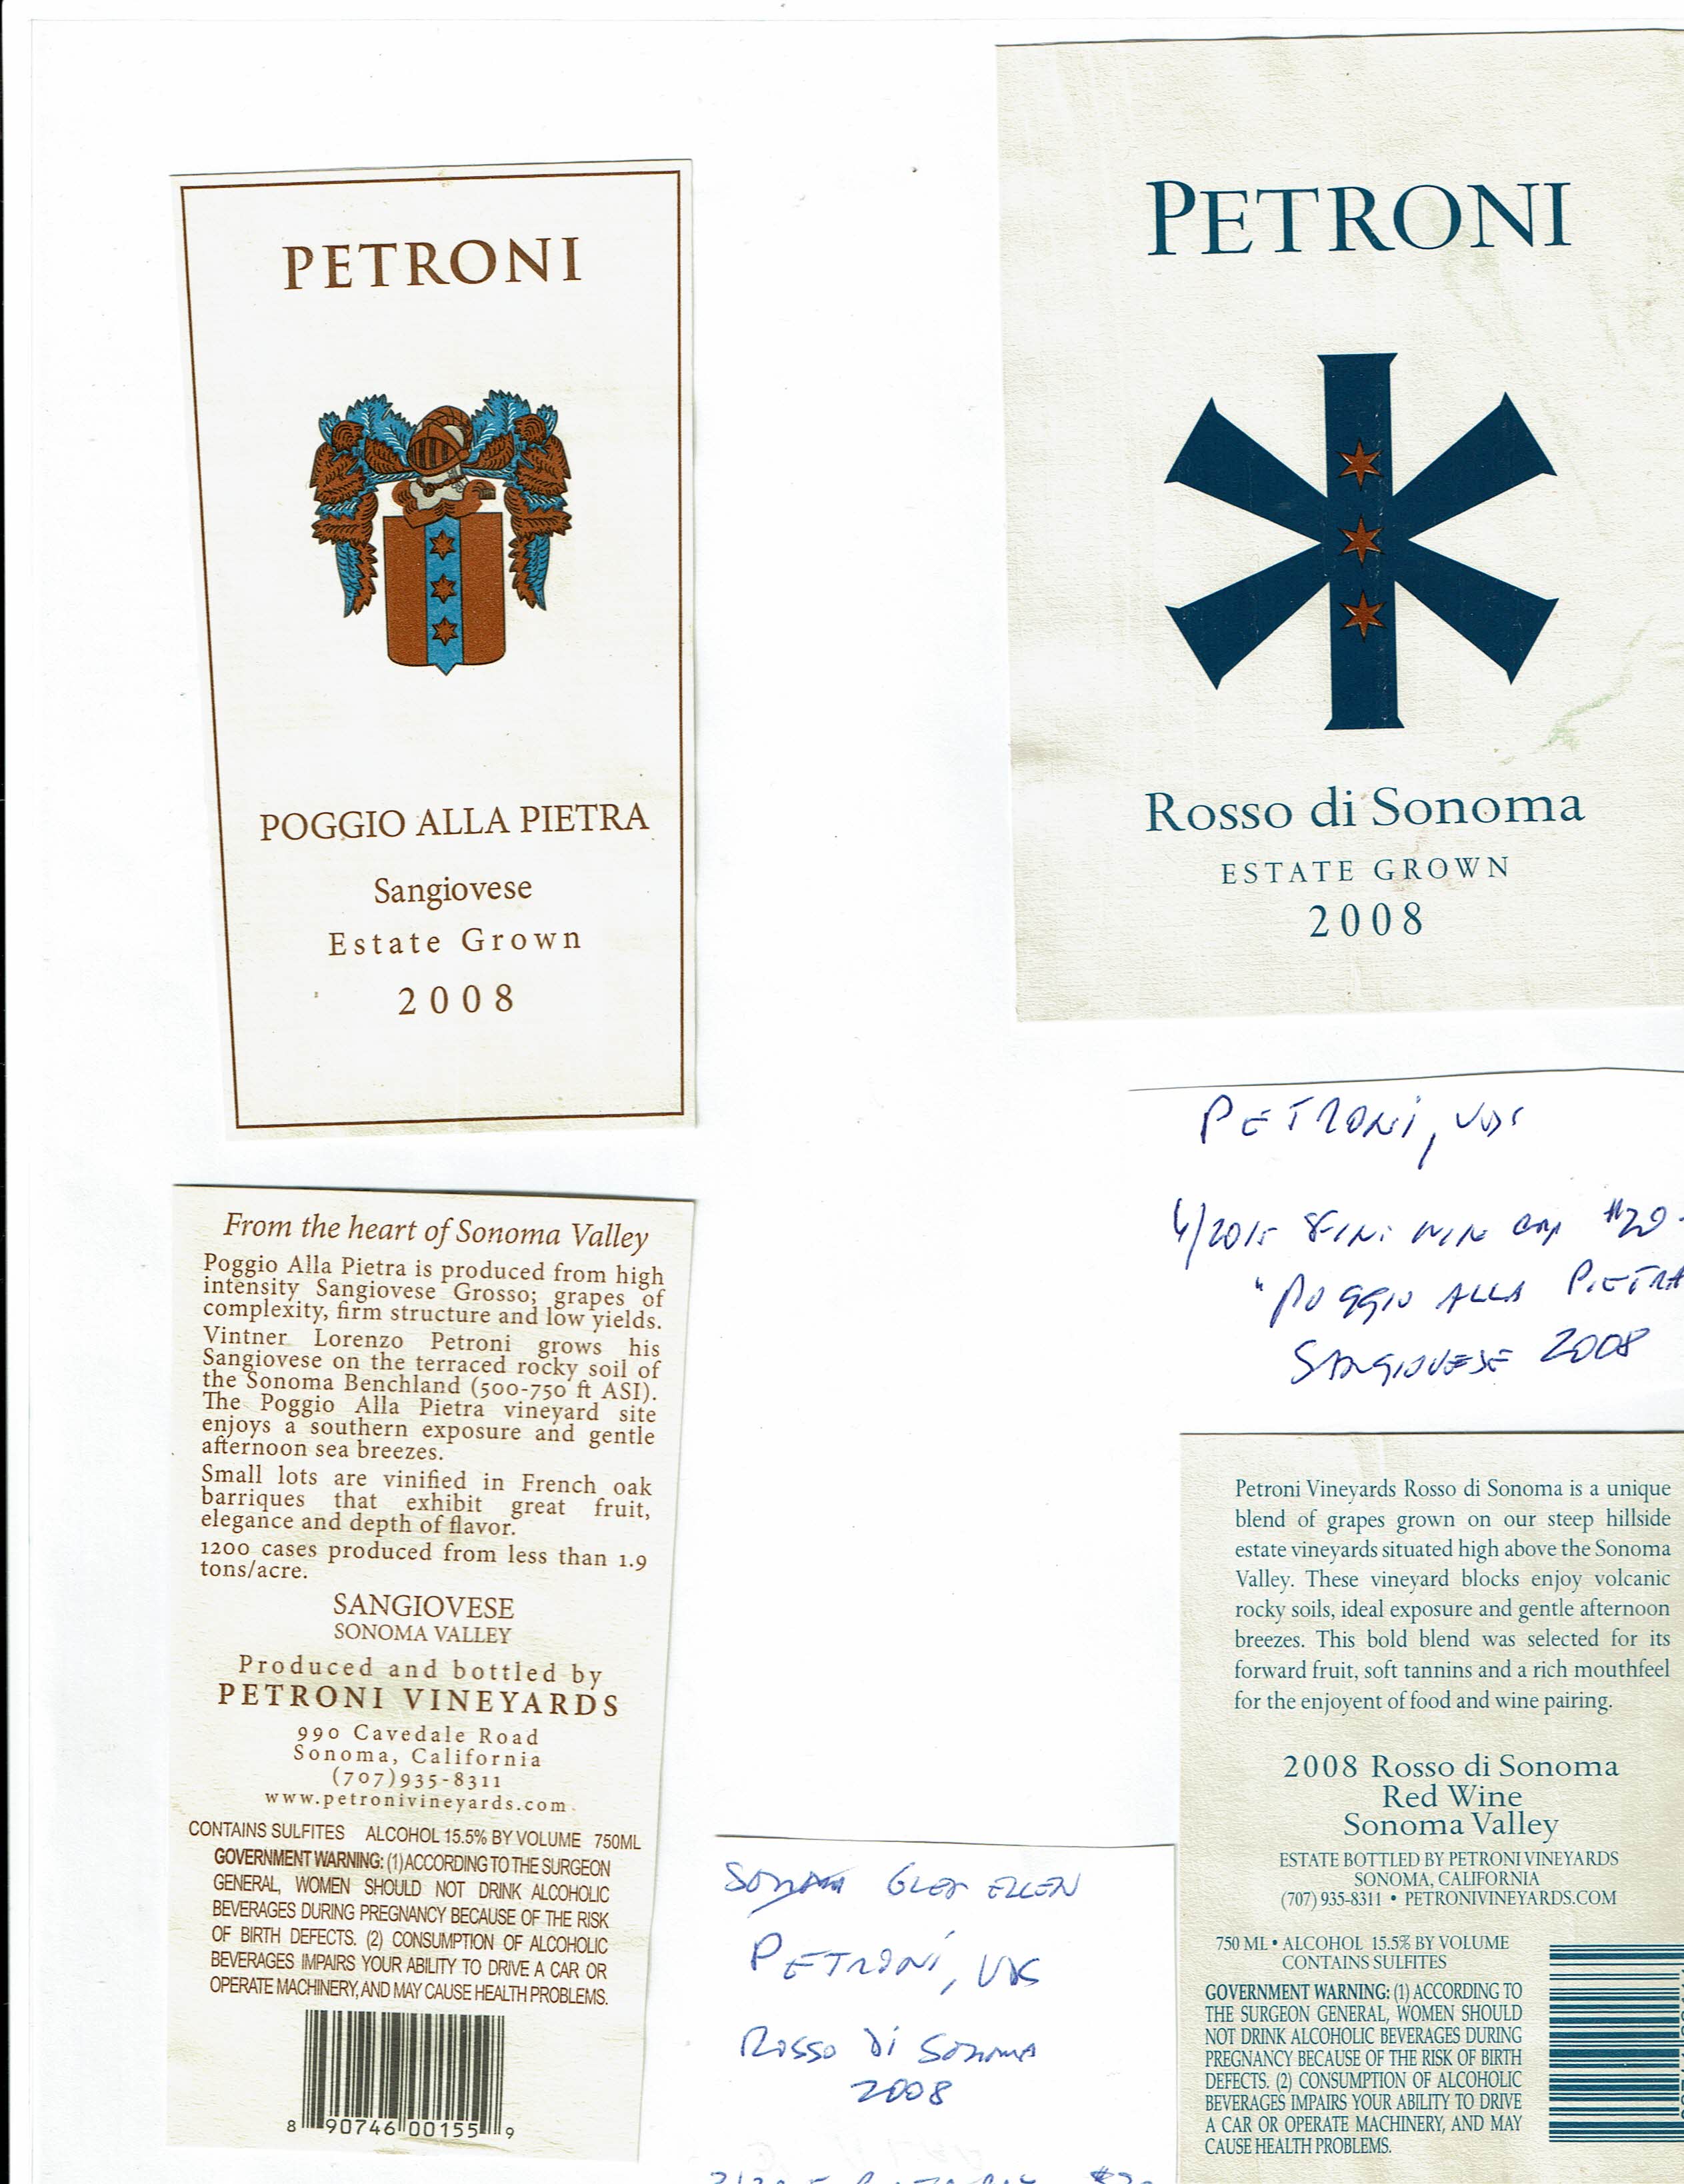 PETRONI
POGGIO ALLA PIETRA
Sangiovese
Estate Grown
2008
From the heart of Sonoma Valley
Poggio Alla Pietra is produced from high
intensity Sangiovese Grosso; grapes of
complexity, firm structure and low yields.
Vintner Lorenzo Petroni grows his
Sangiovese on the terraced rocky soil of
the Sonoma Benchland (500-750 ft ASI).
The Poggio Alla Pietra vineyard site
enjoys a southern exposure and gentle
afternoon sea breezes.
Small lots are vinified in French oak
barriques that exhibit great fruit,
elegance and depth of flavor.
1200 cases produced from less than 1.9
tons/acre.
SANGIOVESE
SONOMA VALLEY
Produced and bottled by
PETRONI VINEYARDS
990 Cavedale Road
Sonoma, California
(707)935-8311
www.petronivineyards.com
CONTAINS SULFITES ALCOHOL 15.5% BY VOLUME 750ML
GOVERNMENT WARNING: (1) ACCORDING TO THE SURGEON
GENERAL, WOMEN SHOULD NOT DRINK ALCOHOLIC
BEVERAGES DURING PREGNANCY BECAUSE OF THE RISK
OF BIRTH DEFECTS. (2) CONSUMPTION OF ALCOHOLIC
BEVERAGES IMPAIRS YOUR ABILITY TO DRIVE A CAR OR
OPERATE MACHINERY, AND MAY CAUSE HEALTH PROBLEMS.
8 90746 00155 9
PETRONI
Rosso di Sonoma
ESTATE GROWN
2008
PETRONI, VDS
4/2015 $20
"POGGIO ALLA PIETRA
SANGIOVESE 2008
GLEN ELLEN
PETRONI, VDS
ROSSO Di SONOMA
2008
Petroni Vineyards Rosso di Sonoma is a unique
blend of grapes grown on our steep hillside
estate vineyards situated high above the Sonoma
Valley. These vineyard blocks enjoy volcanic
rocky soils, ideal exposure and gentle afternoon
breezes. This bold blend was selected for its
forward fruit, soft tannins and a rich mouthfeel
for the enjoyent of food and wine pairing.
2008 Rosso di Sonoma
Red Wine
Sonoma Valley
ESTATE BOTTLED BY PETRONI VINEYARDS
SONOMA, CALIFORNIA
(707) 935-8311 • PETRONIVINEYARDS.COM
750 ML • ALCOHOL 15.5% BY VOLUME
CONTAINS SULFITES
GOVERNMENT WARNING: (1) ACCORDING TO
THE SURGEON GENERAL, WOMEN SHOULD
NOT DRINK ALCOHOLIC BEVERAGES DURING
PREGNANCY BECAUSE OF THE RISK OF BIRTH
DEFECTS. (2) CONSUMPTION OF ALCOHOLIC
BEVERAGES IMPAIRS YOUR ABILITY TO DRIVE
A CAR OR OPERATE MACHINERY, AND MAY
CAUSE HEALTH PROBLEMS.